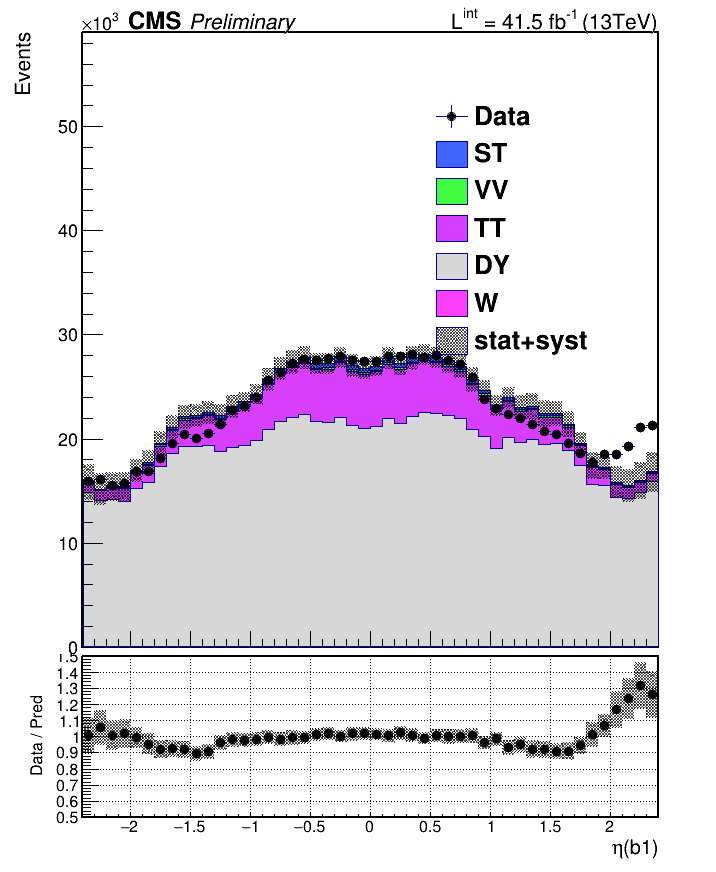 ×10³ CMS Preliminary L^int = 41.5 fb⁻¹ (13TeV)
Events
50
40
30
20
10
0
Data
ST
VV
TT
DY
W
stat+syst
Data / Pred
1.5
1.4
1.3
1.2
1.1
1
0.9
0.8
0.7
0.6
0.5
−2 −1.5 −1 −0.5 0 0.5 1 1.5 2
η(b1)